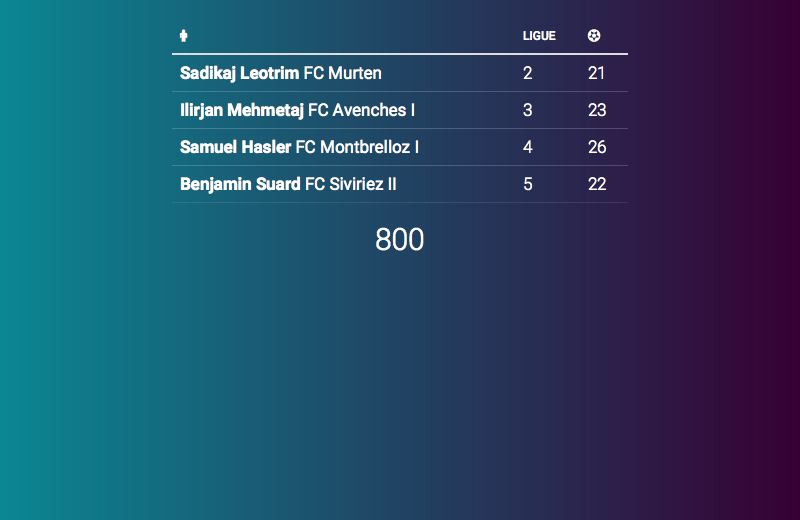 LIGUE
Sadikaj Leotrim FC Murten 2 21
Ilirjan Mehmetaj FC Avenches I 3 23
Samuel Hasler FC Montbrelloz I 4 26
Benjamin Suard FC Siviriez II 5 22
800